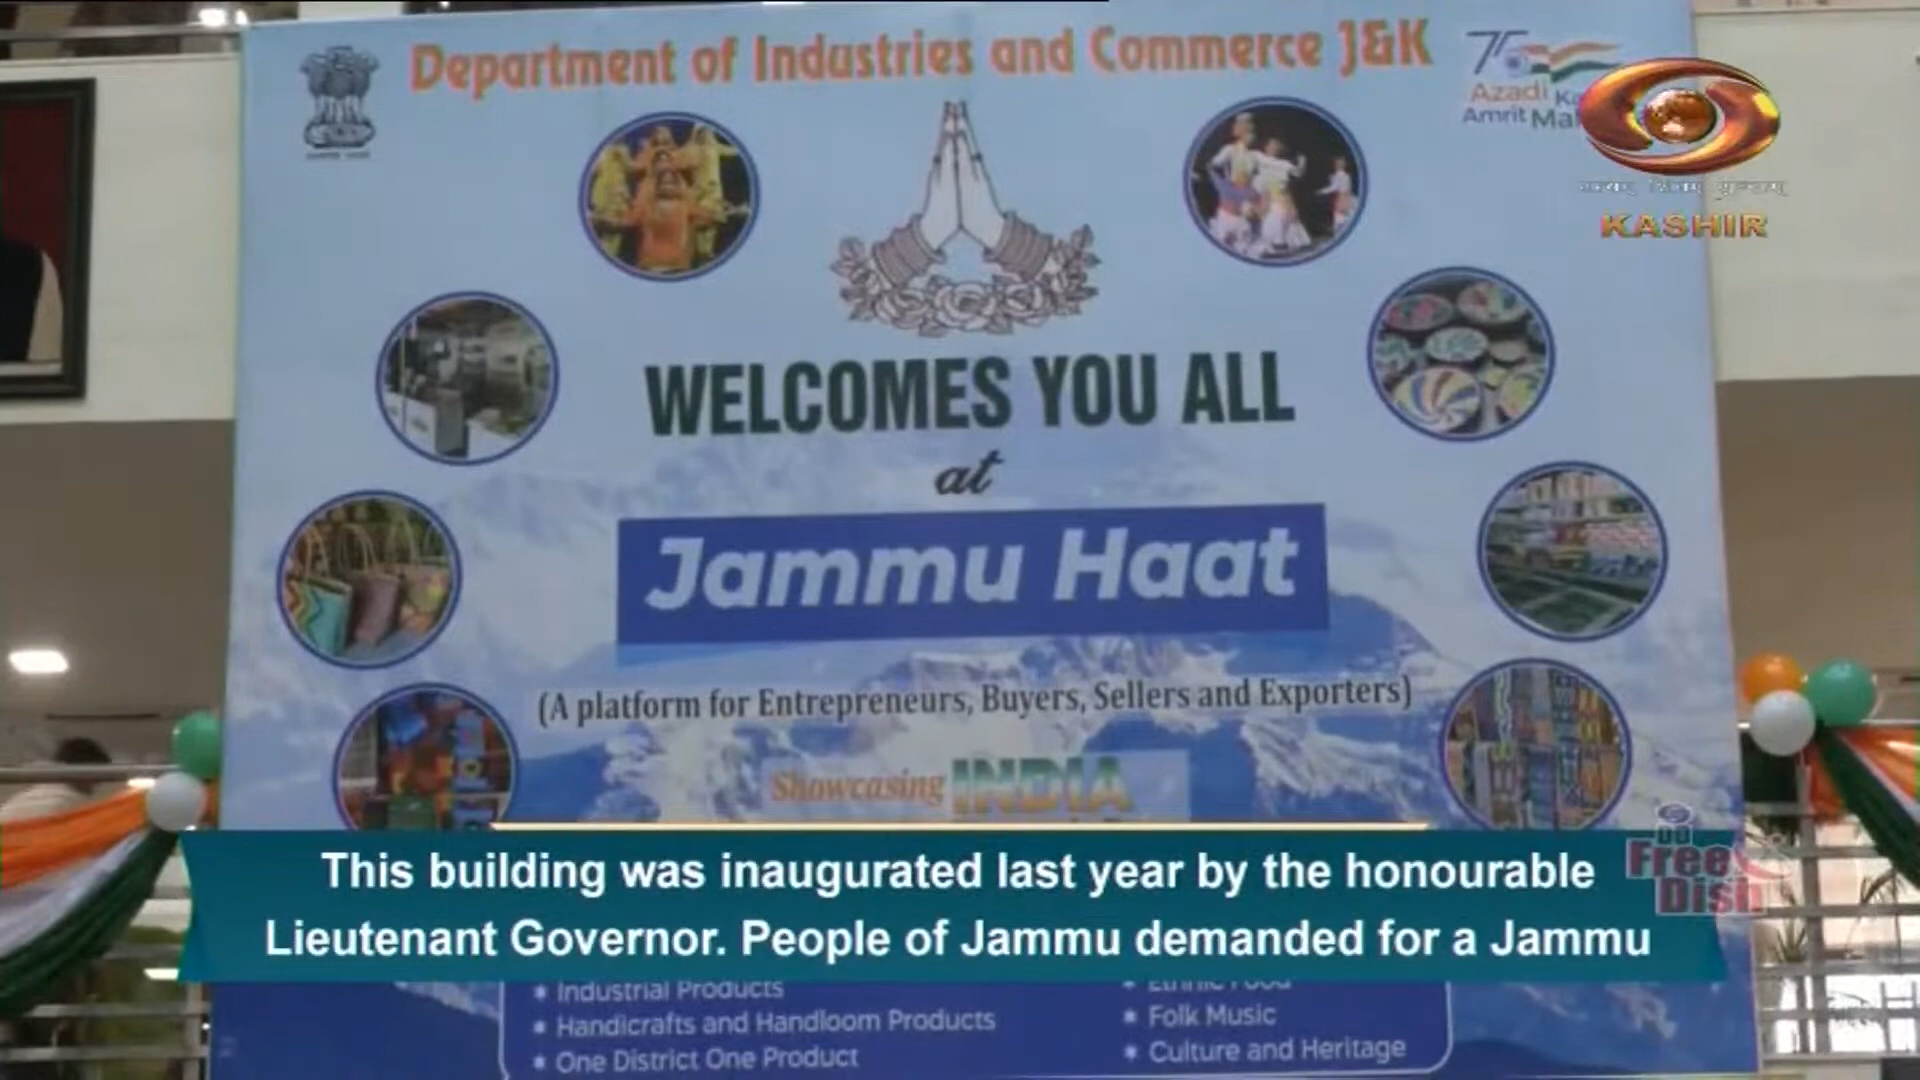 Department of Industries and Commerce J&K
75
Azadi Ka
Amrit
KASHIR
WELCOMES YOU ALL
at
Jammu Haat
(A platform for Entrepreneurs, Buyers, Sellers and Exporters)
Showcasing INDIA
DD
Free
Dish
This building was inaugurated last year by the honourable
Lieutenant Governor. People of Jammu demanded for a Jammu
* Industrial Products
* Ethnic Food
* Handicrafts and Handloom Products
* Folk Music
* One District One Product
* Culture and Heritage